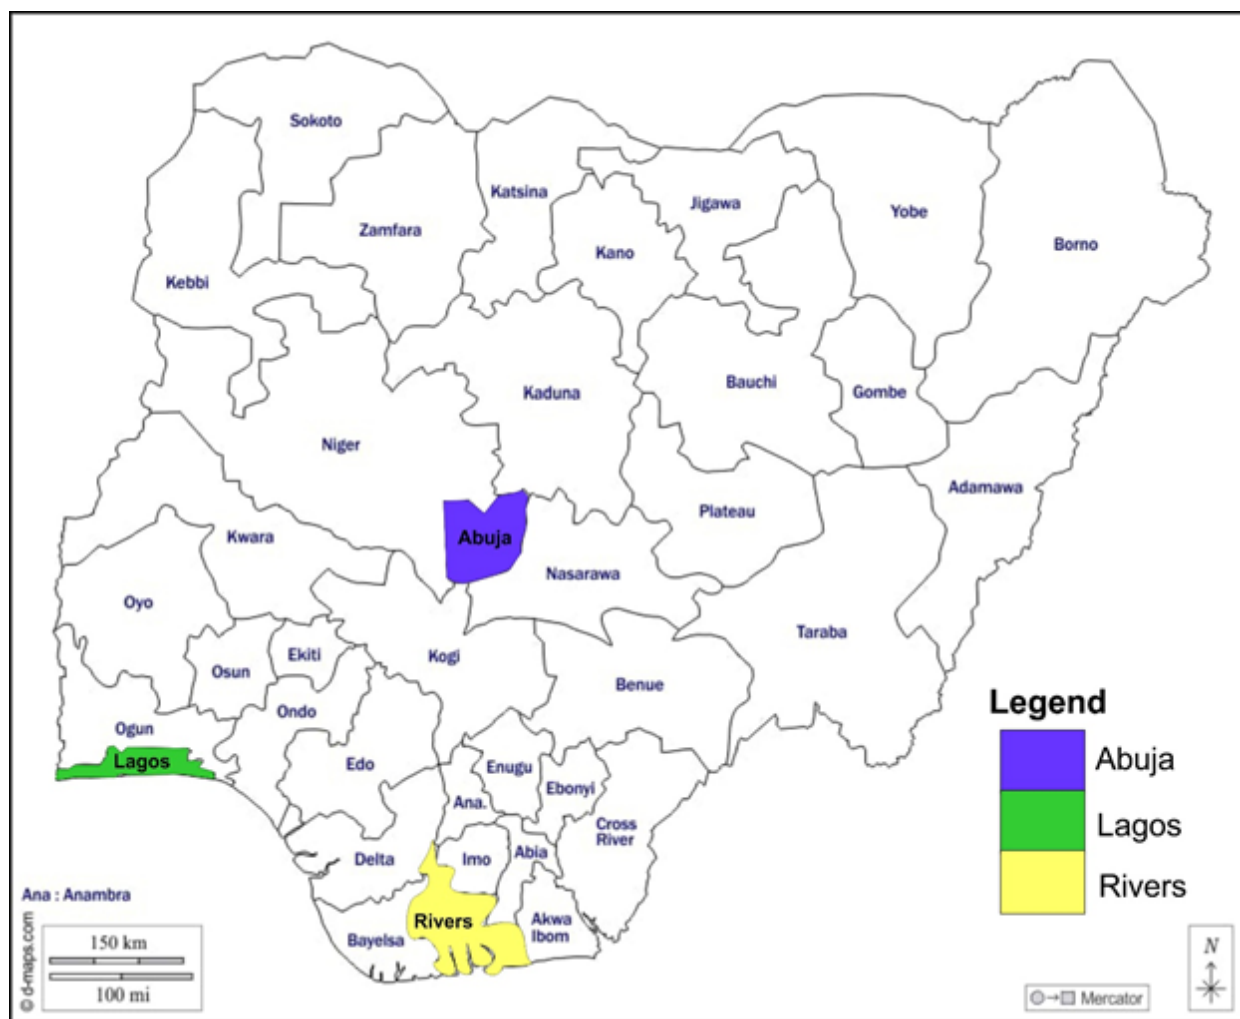 Sokoto
Katsina
Jigawa
Yobe
Zamfara
Kano
Borno
Kebbi
Bauchi
Kaduna
Gombe
Niger
Adamawa
Plateau
Kwara
Abuja
Nasarawa
Oyo
Taraba
Osun
Ekiti
Kogi
Benue
Ondo
Ogun
Lagos
Edo
Enugu
Ebonyi
Ana.
Cross
River
Delta
Imo
Abia
Rivers
Akwa
Ibom
Bayelsa
Legend
Abuja
Lagos
Rivers
Ana : Anambra
© d-maps.com
150 km
100 mi
N
Mercator